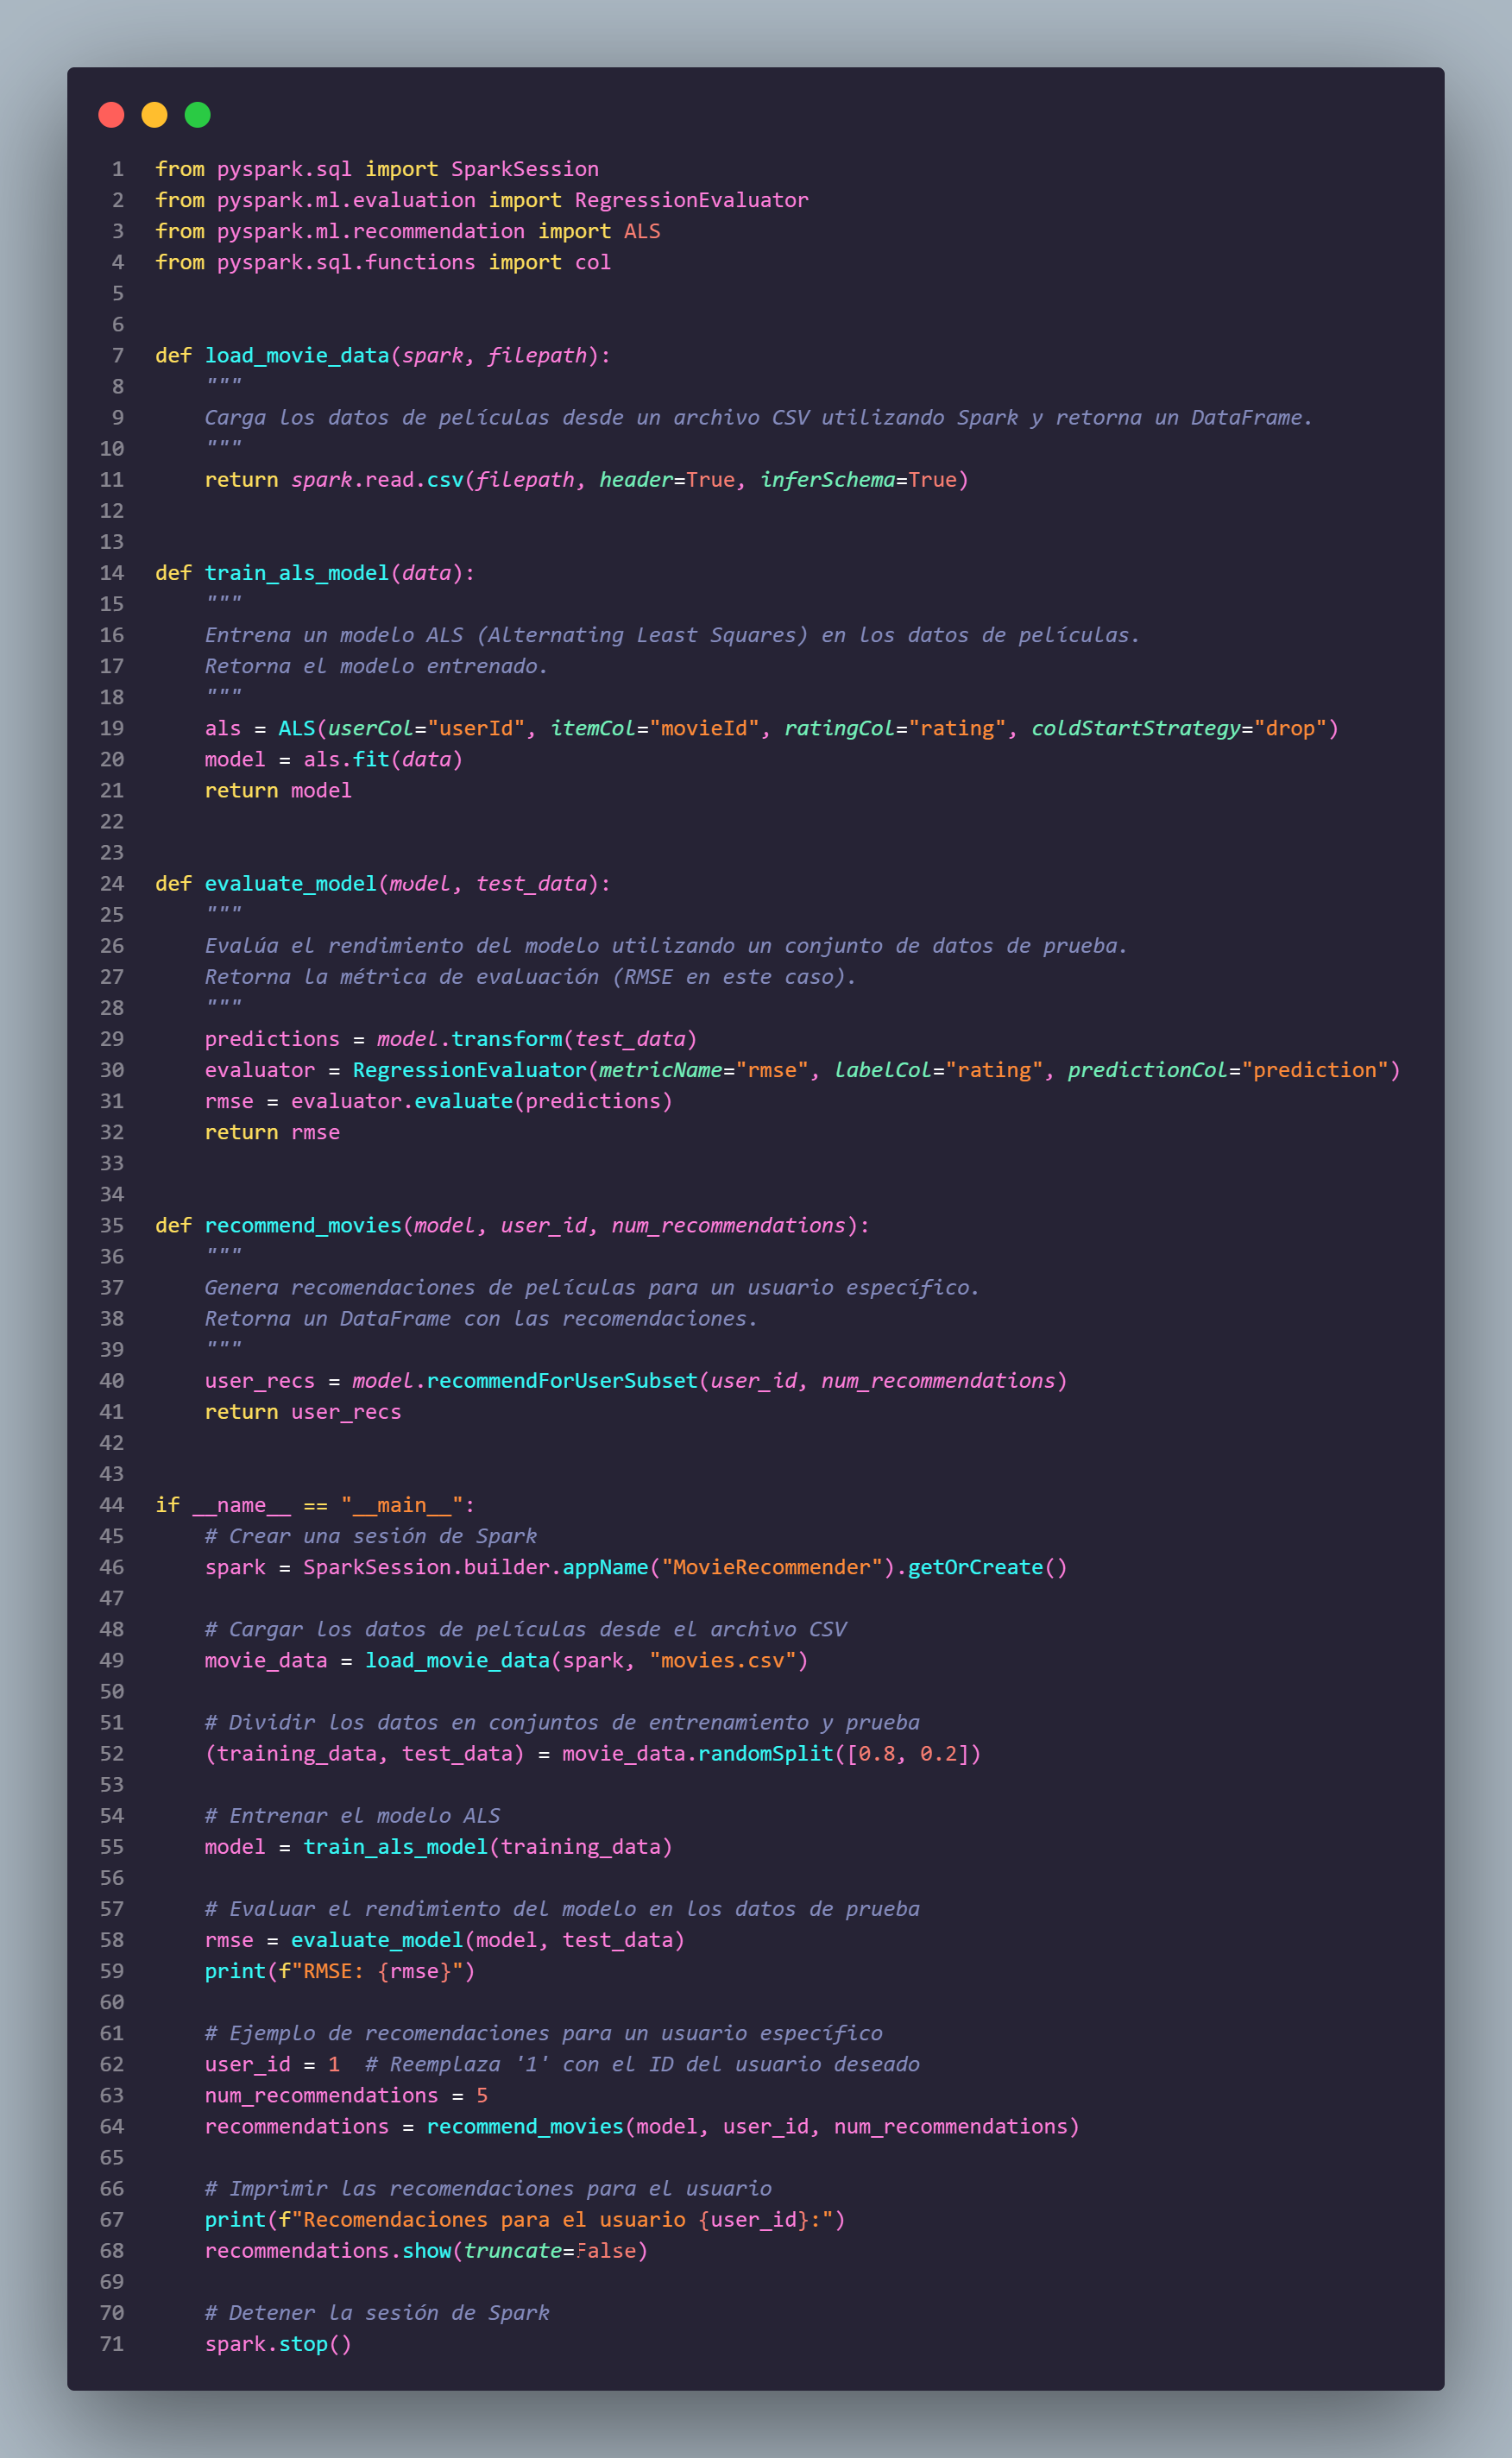 1 from pyspark.sql import SparkSession
2 from pyspark.ml.evaluation import RegressionEvaluator
3 from pyspark.ml.recommendation import ALS
4 from pyspark.sql.functions import col
5
6
7 def load_movie_data(spark, filepath):
8     """
9     Carga los datos de películas desde un archivo CSV utilizando Spark y retorna un DataFrame.
10     """
11     return spark.read.csv(filepath, header=True, inferSchema=True)
12
13
14 def train_als_model(data):
15     """
16     Entrena un modelo ALS (Alternating Least Squares) en los datos de películas.
17     Retorna el modelo entrenado.
18     """
19     als = ALS(userCol="userId", itemCol="movieId", ratingCol="rating", coldStartStrategy="drop")
20     model = als.fit(data)
21     return model
22
23
24 def evaluate_model(model, test_data):
25     """
26     Evalúa el rendimiento del modelo utilizando un conjunto de datos de prueba.
27     Retorna la métrica de evaluación (RMSE en este caso).
28     """
29     predictions = model.transform(test_data)
30     evaluator = RegressionEvaluator(metricName="rmse", labelCol="rating", predictionCol="prediction")
31     rmse = evaluator.evaluate(predictions)
32     return rmse
33
34
35 def recommend_movies(model, user_id, num_recommendations):
36     """
37     Genera recomendaciones de películas para un usuario específico.
38     Retorna un DataFrame con las recomendaciones.
39     """
40     user_recs = model.recommendForUserSubset(user_id, num_recommendations)
41     return user_recs
42
43
44 if __name__ == "__main__":
45     # Crear una sesión de Spark
46     spark = SparkSession.builder.appName("MovieRecommender").getOrCreate()
47
48     # Cargar los datos de películas desde el archivo CSV
49     movie_data = load_movie_data(spark, "movies.csv")
50
51     # Dividir los datos en conjuntos de entrenamiento y prueba
52     (training_data, test_data) = movie_data.randomSplit([0.8, 0.2])
53
54     # Entrenar el modelo ALS
55     model = train_als_model(training_data)
56
57     # Evaluar el rendimiento del modelo en los datos de prueba
58     rmse = evaluate_model(model, test_data)
59     print(f"RMSE: {rmse}")
60
61     # Ejemplo de recomendaciones para un usuario específico
62     user_id = 1  # Reemplaza '1' con el ID del usuario deseado
63     num_recommendations = 5
64     recommendations = recommend_movies(model, user_id, num_recommendations)
65
66     # Imprimir las recomendaciones para el usuario
67     print(f"Recomendaciones para el usuario {user_id}:")
68     recommendations.show(truncate=False)
69
70     # Detener la sesión de Spark
71     spark.stop()